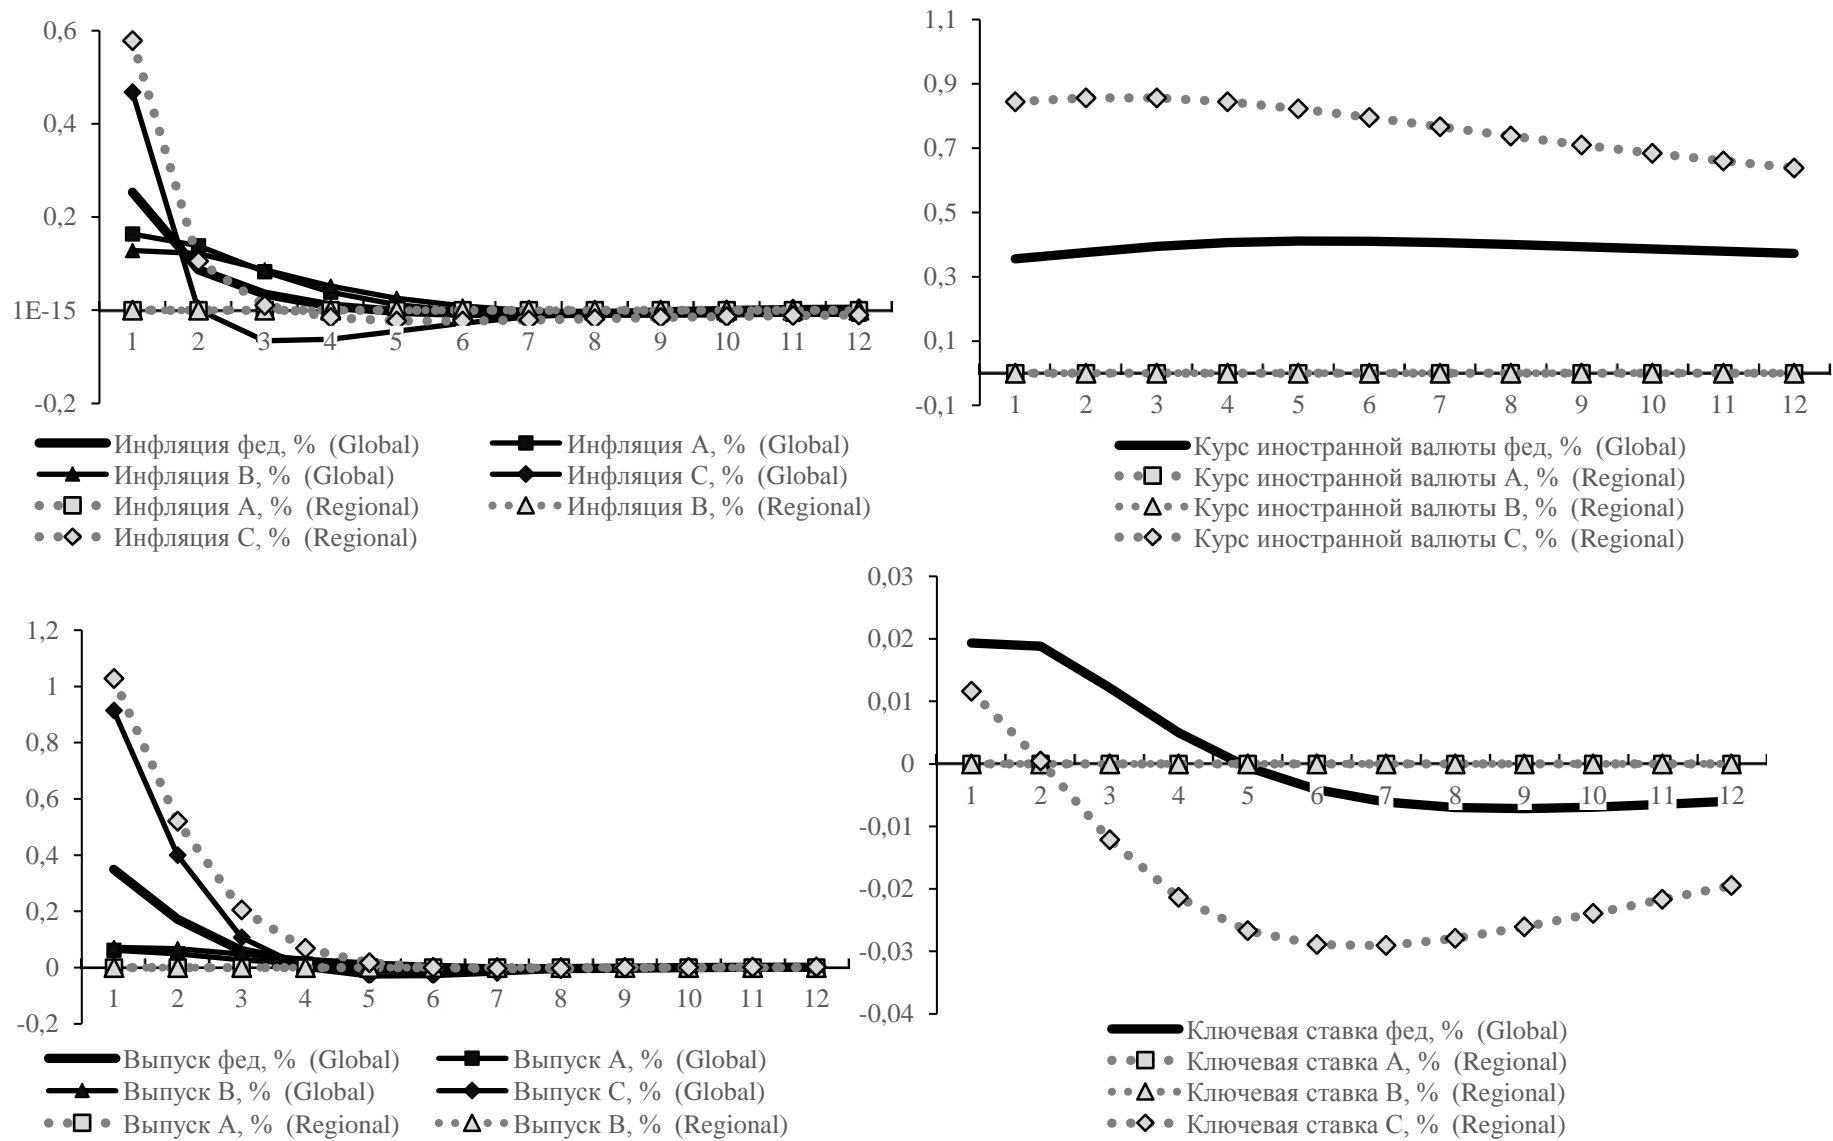 0,6
0,4
0,2
1E-15
-0,2
1 2 3 4 5 6 7 8 9 10 11 12
Инфляция фед, % (Global)
Инфляция A, % (Global)
Инфляция B, % (Global)
Инфляция C, % (Global)
Инфляция A, % (Regional)
Инфляция B, % (Regional)
Инфляция C, % (Regional)
1,1
0,9
0,7
0,5
0,3
0,1
-0,1
1 2 3 4 5 6 7 8 9 10 11 12
Курс иностранной валюты фед, % (Global)
Курс иностранной валюты A, % (Regional)
Курс иностранной валюты B, % (Regional)
Курс иностранной валюты C, % (Regional)
1,2
1
0,8
0,6
0,4
0,2
0
-0,2
1 2 3 4 5 6 7 8 9 10 11 12
Выпуск фед, % (Global)
Выпуск A, % (Global)
Выпуск B, % (Global)
Выпуск C, % (Global)
Выпуск A, % (Regional)
Выпуск B, % (Regional)
0,03
0,02
0,01
0
-0,01
-0,02
-0,03
-0,04
1 2 3 4 5 6 7 8 9 10 11 12
Ключевая ставка фед, % (Global)
Ключевая ставка A, % (Regional)
Ключевая ставка B, % (Regional)
Ключевая ставка C, % (Regional)